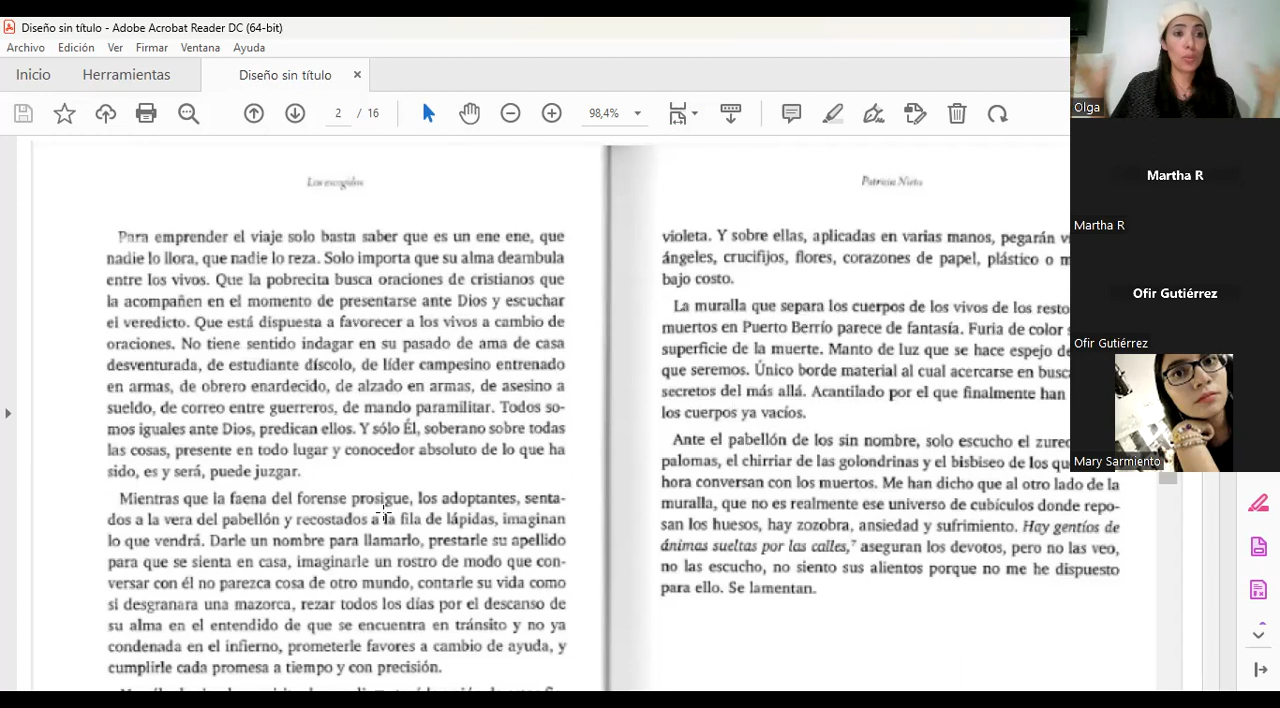 Diseño sin título - Adobe Acrobat Reader DC (64-bit)
Archivo Edición Ver Firmar Ventana Ayuda
Inicio Herramientas Diseño sin título ×
2 / 16 98,4%
Los escogidos
Para emprender el viaje solo basta saber que es un ene ene, que
nadie lo llora, que nadie lo reza. Solo importa que su alma deambula
entre los vivos. Que la pobrecita busca oraciones de cristianos que
la acompañen en el momento de presentarse ante Dios y escuchar
el veredicto. Que está dispuesta a favorecer a los vivos a cambio de
oraciones. No tiene sentido indagar en su pasado de ama de casa
desventurada, de estudiante díscolo, de líder campesino entrenado
en armas, de obrero enardecido, de alzado en armas, de asesino a
sueldo, de correo entre guerreros, de mando paramilitar. Todos so-
mos iguales ante Dios, predican ellos. Y sólo Él, soberano sobre todas
las cosas, presente en todo lugar y conocedor absoluto de lo que ha
sido, es y será, puede juzgar.
Mientras que la faena del forense prosigue, los adoptantes, senta-
dos a la vera del pabellón y recostados a la fila de lápidas, imaginan
lo que vendrá. Darle un nombre para llamarlo, prestarle su apellido
para que se sienta en casa, imaginarle un rostro de modo que con-
versar con él no parezca cosa de otro mundo, contarle su vida como
si desgranara una mazorca, rezar todos los días por el descanso de
su alma en el entendido de que se encuentra en tránsito y no ya
condenada en el infierno, prometerle favores a cambio de ayuda, y
cumplirle cada promesa a tiempo y con precisión.
Patricia Nieto
violeta. Y sobre ellas, aplicadas en varias manos, pegarán
ángeles, crucifijos, flores, corazones de papel, plástico o
bajo costo.
La muralla que separa los cuerpos de los vivos de los
muertos en Puerto Berrío parece de fantasía. Furia de color
superficie de la muerte. Manto de luz que se hace espejo
que seremos. Único borde material al cual acercarse en
secretos del más allá. Acantilado por el que finalmente han
los cuerpos ya vacíos.
Ante el pabellón de los sin nombre, solo escucho el
palomas, el chirriar de las golondrinas y el bisbiseo de los
hora conversan con los muertos. Me han dicho que al otro lado de la
muralla, que no es realmente ese universo de cubículos donde repo-
san los huesos, hay zozobra, ansiedad y sufrimiento. Hay gentíos de
ánimas sueltas por las calles,⁷ aseguran los devotos, pero no las veo,
no las escucho, no siento sus alientos porque no me he dispuesto
para ello. Se lamentan.
Olga
Martha R
Martha R
Ofir Gutiérrez
Ofir Gutiérrez
Mary Sarmiento